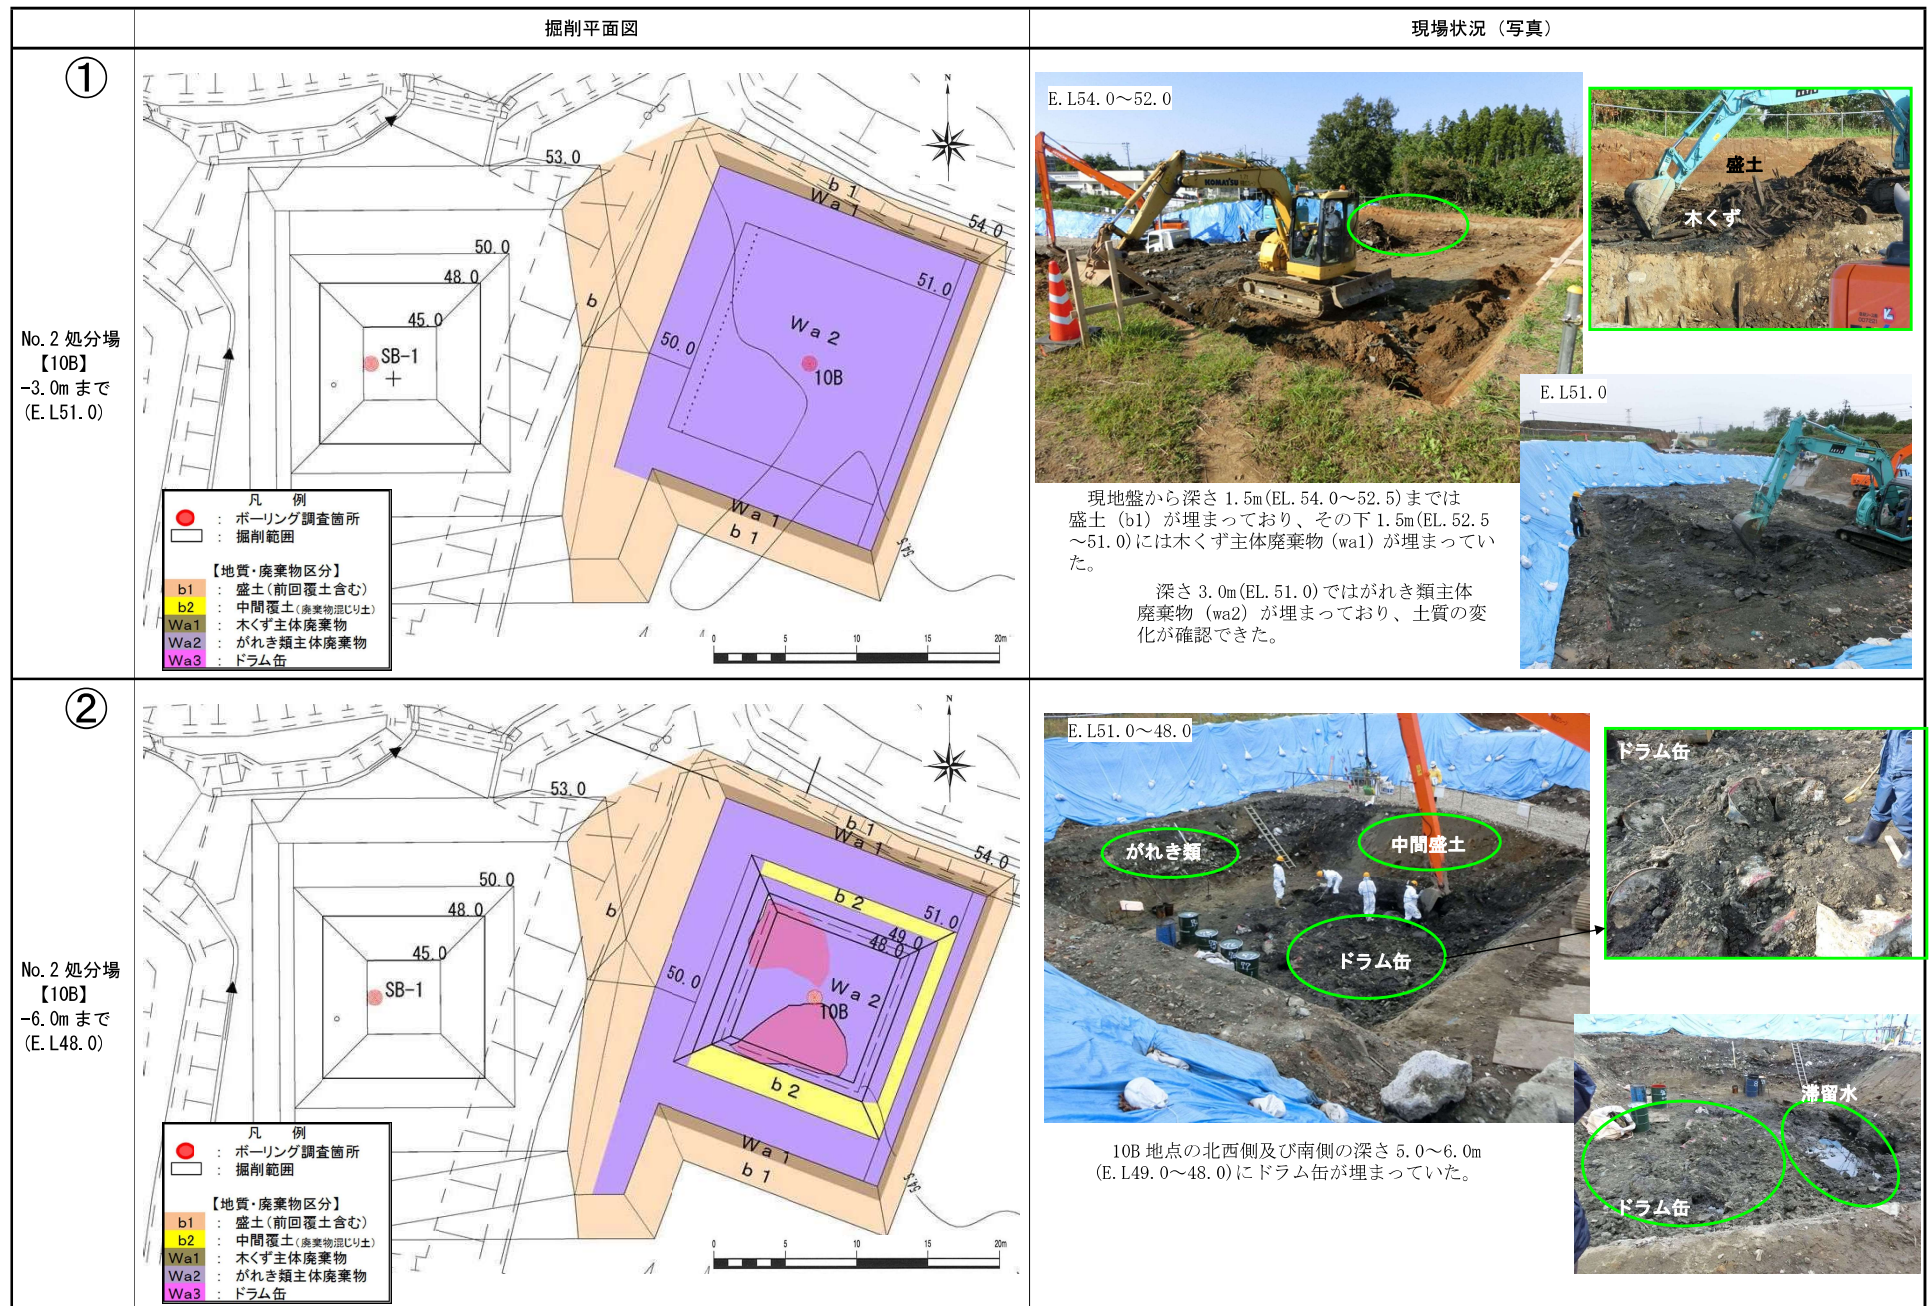 掘削平面図
現場状況（写真）
①
No.2 処分場
【10B】
-3.0m まで
(E.L51.0)
N
53.0
50.0
48.0
45.0
SB-1
b
b1
Wa1
54.0
51.0
50.0
Wa2
10B
Wa1
b1
54.5
凡 例
： ボーリング調査箇所
： 掘削範囲
【地質・廃棄物区分】
b1 ： 盛土(前回覆土含む)
b2 ： 中間覆土(廃棄物混じり土)
Wa1 ： 木くず主体廃棄物
Wa2 ： がれき類主体廃棄物
Wa3 ： ドラム缶
0 5 10 15 20m
E.L54.0～52.0
KOMATSU
盛土
木くず
E.L51.0
現地盤から深さ 1.5m(EL.54.0～52.5)までは
盛土（b1）が埋まっており、その下 1.5m(EL.52.5
～51.0)には木くず主体廃棄物（wa1）が埋まってい
た。
深さ 3.0m(EL.51.0)ではがれき類主体
廃棄物（wa2）が埋まっており、土質の変
化が確認できた。
②
No.2 処分場
【10B】
-6.0m まで
(E.L48.0)
N
53.0
50.0
48.0
45.0
SB-1
b
b1
Wa1
54.0
b2
51.0
49.0
48.0
50.0
Wa2
10B
b2
Wa1
b1
54.5
凡 例
： ボーリング調査箇所
： 掘削範囲
【地質・廃棄物区分】
b1 ： 盛土(前回覆土含む)
b2 ： 中間覆土(廃棄物混じり土)
Wa1 ： 木くず主体廃棄物
Wa2 ： がれき類主体廃棄物
Wa3 ： ドラム缶
0 5 10 15 20m
E.L51.0～48.0
がれき類
中間盛土
ドラム缶
ドラム缶
滞留水
ドラム缶
10B 地点の北西側及び南側の深さ 5.0～6.0m
(E.L49.0～48.0)にドラム缶が埋まっていた。